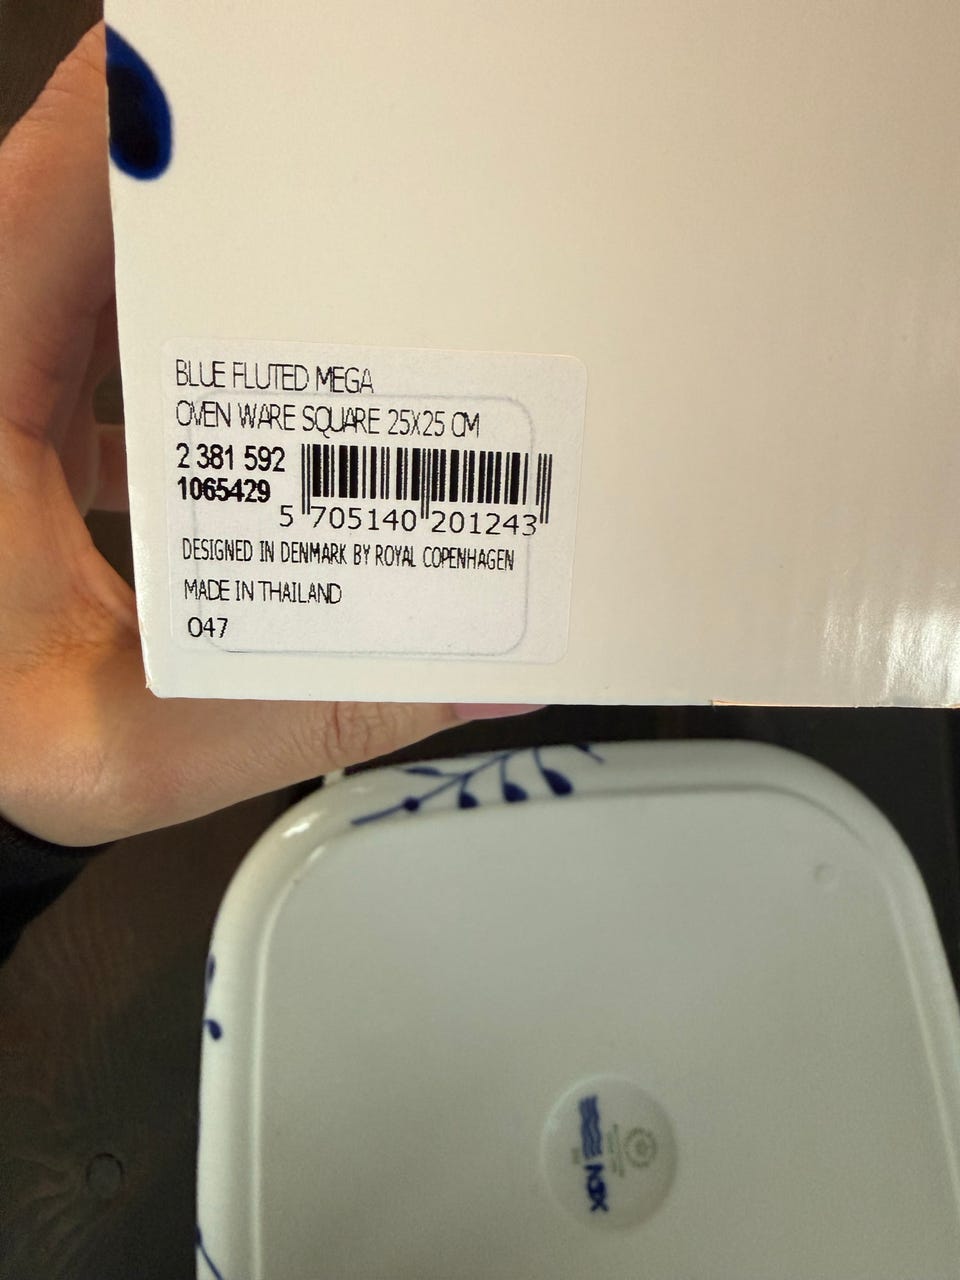 BLUE FLUTED MEGA
OVEN WARE SQUARE 25X25 CM
2 381 592
1065429
5 705140 201243
DESIGNED IN DENMARK BY ROYAL COPENHAGEN
MADE IN THAILAND
047